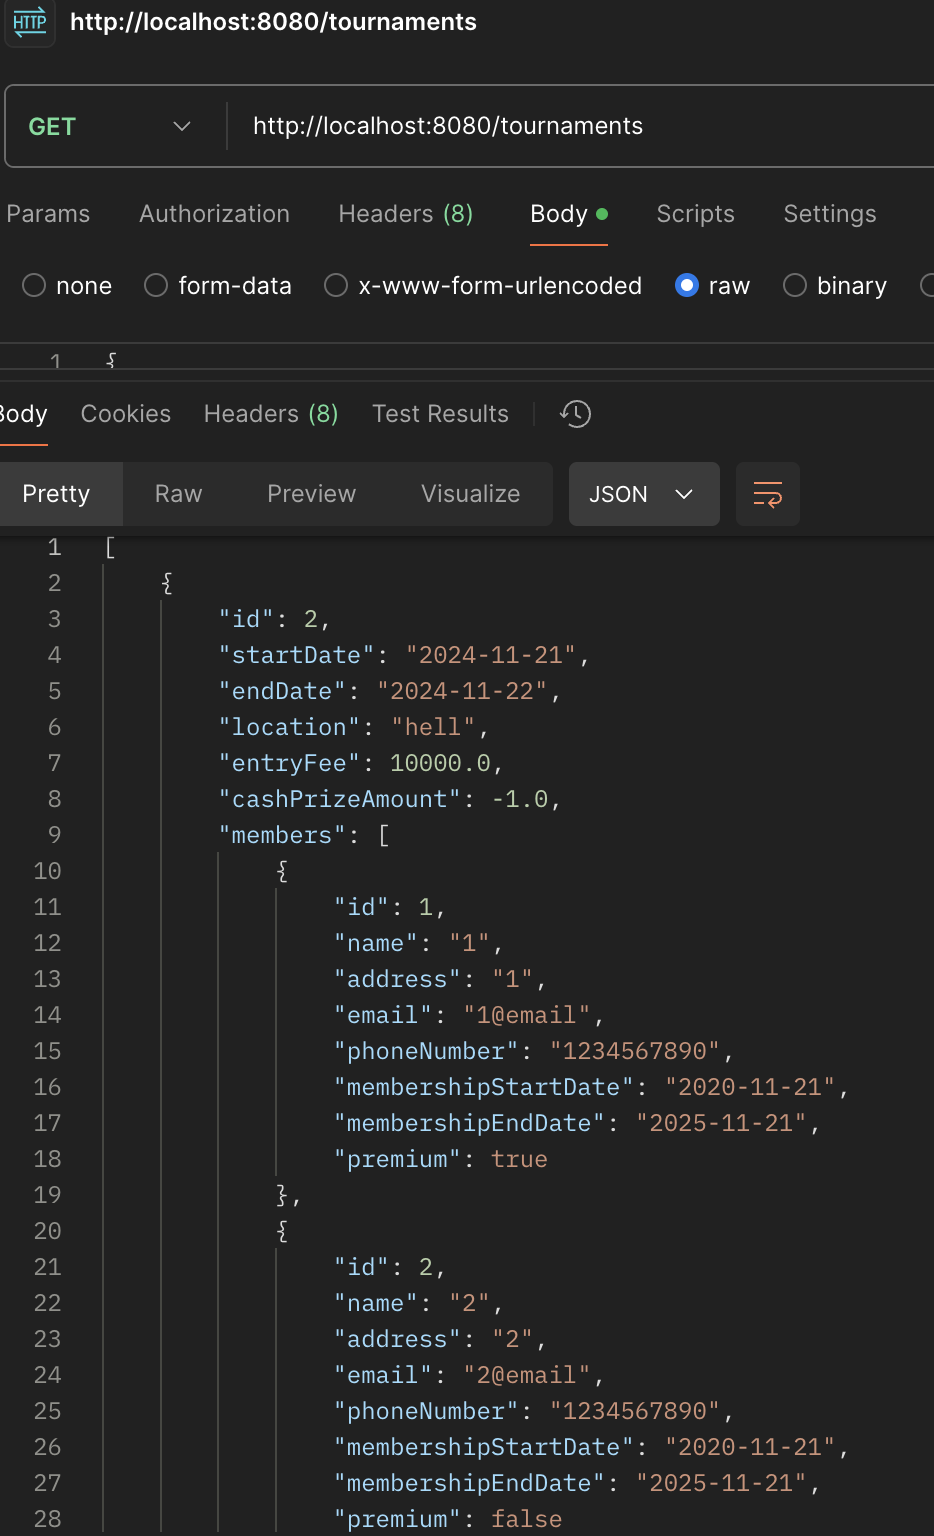 HTTP http://localhost:8080/tournaments
GET http://localhost:8080/tournaments
Params Authorization Headers (8) Body Scripts Settings
none form-data x-www-form-urlencoded raw binary
1 {
Body Cookies Headers (8) Test Results
Pretty Raw Preview Visualize JSON
1 [
2 {
3 "id": 2,
4 "startDate": "2024-11-21",
5 "endDate": "2024-11-22",
6 "location": "hell",
7 "entryFee": 10000.0,
8 "cashPrizeAmount": -1.0,
9 "members": [
10 {
11 "id": 1,
12 "name": "1",
13 "address": "1",
14 "email": "1@email",
15 "phoneNumber": "1234567890",
16 "membershipStartDate": "2020-11-21",
17 "membershipEndDate": "2025-11-21",
18 "premium": true
19 },
20 {
21 "id": 2,
22 "name": "2",
23 "address": "2",
24 "email": "2@email",
25 "phoneNumber": "1234567890",
26 "membershipStartDate": "2020-11-21",
27 "membershipEndDate": "2025-11-21",
28 "premium": false